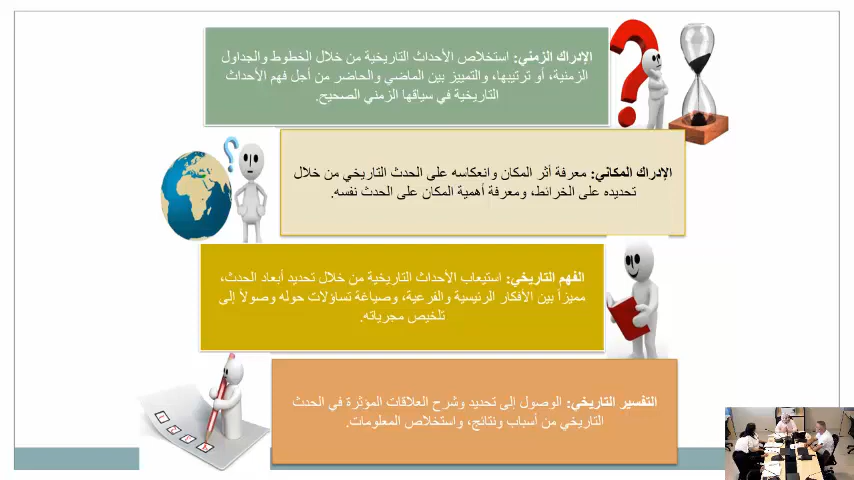 الإدراك الزمني: استخلاص الأحداث التاريخية من خلال الخطوط والجداول
الزمنية، أو ترتيبها، والتمييز بين الماضي والحاضر من أجل فهم الأحداث
التاريخية في سياقها الزمني الصحيح.
الإدراك المكاني: معرفة أثر المكان وانعكاسه على الحدث التاريخي من خلال
تحديده على الخرائط، ومعرفة أهمية المكان على الحدث نفسه.
الفهم التاريخي: استيعاب الأحداث التاريخية من خلال تحديد أبعاد الحدث،
مميزاً بين الأفكار الرئيسية والفرعية، وصياغة تساؤلات حوله وصولاً إلى
تلخيص مجرياته.
التفسير التاريخي: الوصول إلى تحديد وشرح العلاقات المؤثرة في الحدث
التاريخي من أسباب ونتائج، واستخلاص المعلومات.